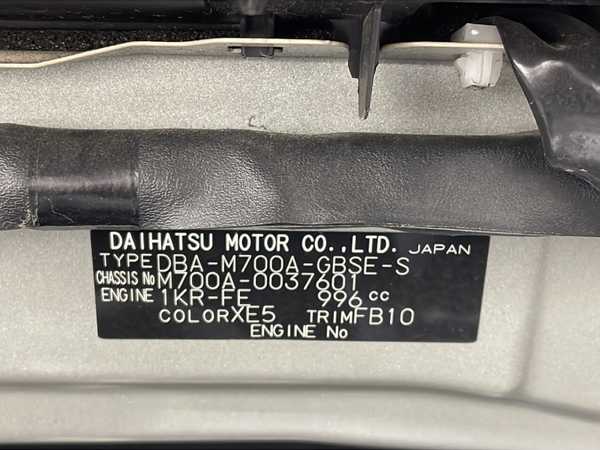 DAIHATSU MOTOR CO.,LTD. JAPAN
TYPE DBA-M700A-GBSE-S
CHASSIS No M700A-0037601
ENGINE 1KR-FE 996 cc
COLOR XE5 TRIM FB10
ENGINE No